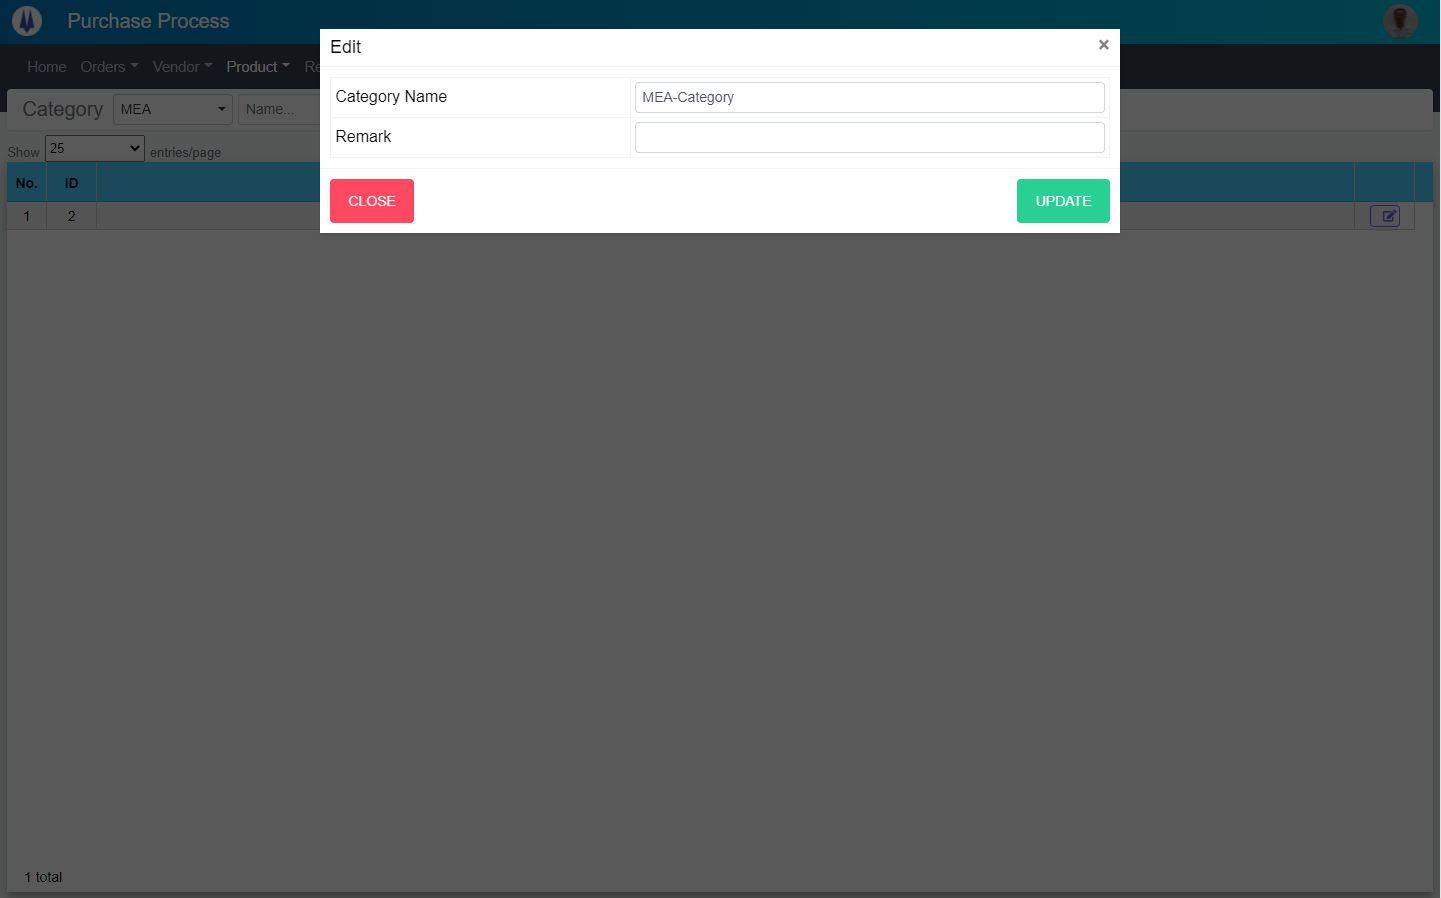 Purchase Process
Edit ×
Home Orders Vendor Product Re
Category MEA Name...
Category Name MEA-Category
Remark
Show 25 entries/page
No. ID
CLOSE UPDATE
1 2
1 total